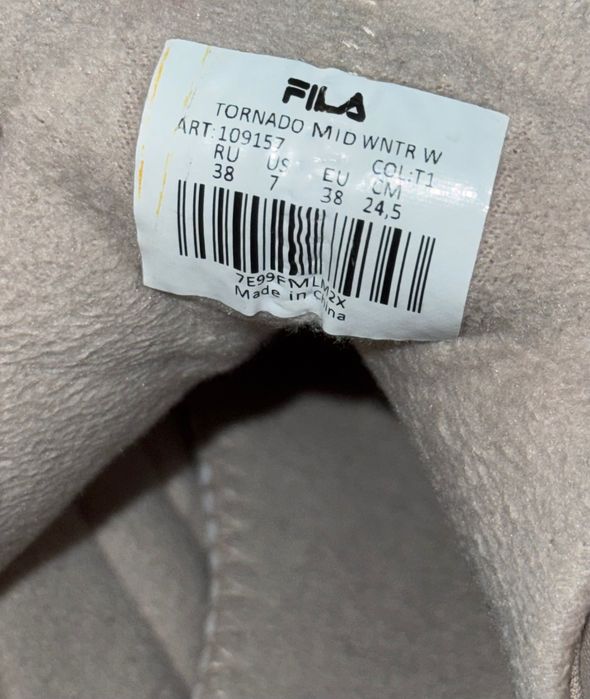 FILA
TORNADO MID WNTR W
ART:109157 COL:T1
RU US EU CM
38 7 38 24,5
7E99FMLM2X
Made in China